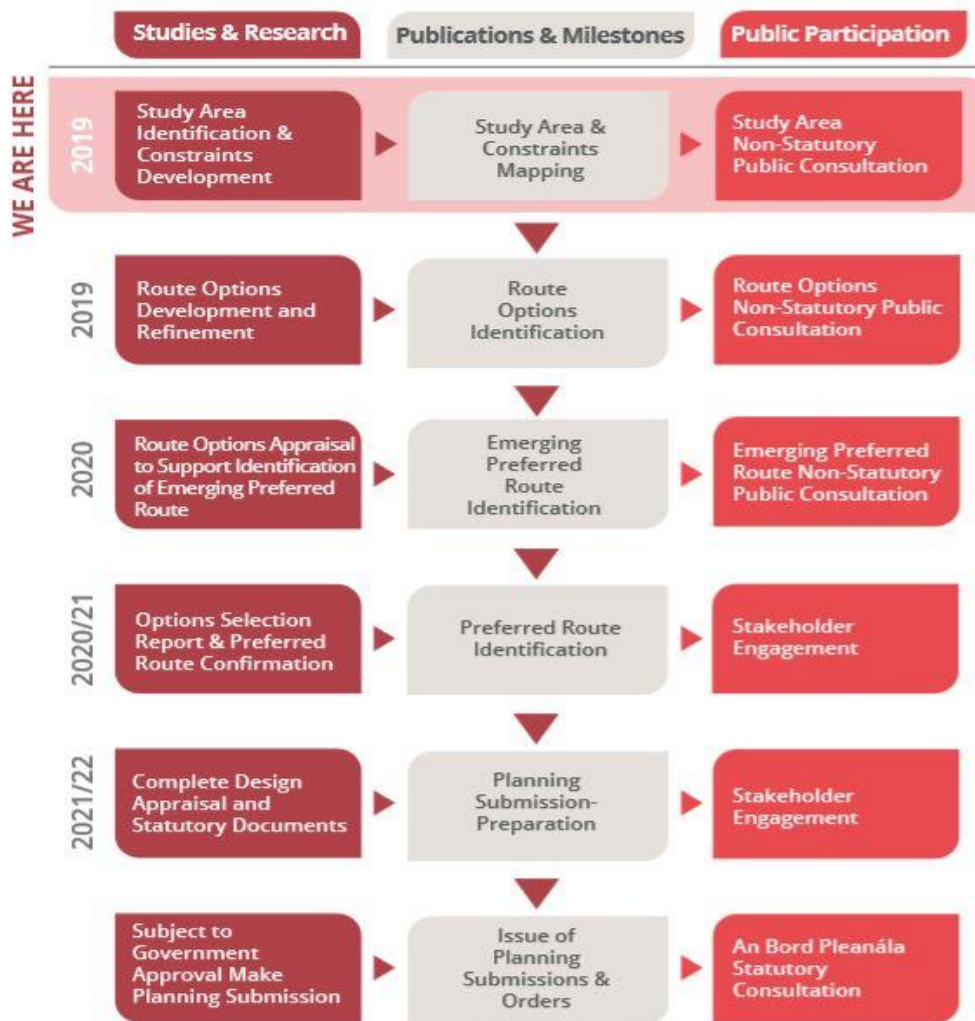 Studies & Research
Publications & Milestones
Public Participation
WE ARE HERE
2019
Study Area
Identification &
Constraints
Development
Study Area &
Constraints
Mapping
Study Area
Non-Statutory
Public Consultation
2019
Route Options
Development and
Refinement
Route
Options
Identification
Route Options
Non-Statutory Public
Consultation
2020
Route Options Appraisal
to Support Identification
of Emerging Preferred
Route
Emerging
Preferred
Route
Identification
Emerging Preferred
Route Non-Statutory
Public Consultation
2020/21
Options Selection
Report & Preferred
Route Confirmation
Preferred Route
Identification
Stakeholder
Engagement
2021/22
Complete Design
Appraisal and
Statutory Documents
Planning
Submission-
Preparation
Stakeholder
Engagement
Subject to
Government
Approval Make
Planning Submission
Issue of
Planning
Submissions &
Orders
An Bord Pleanála
Statutory
Consultation